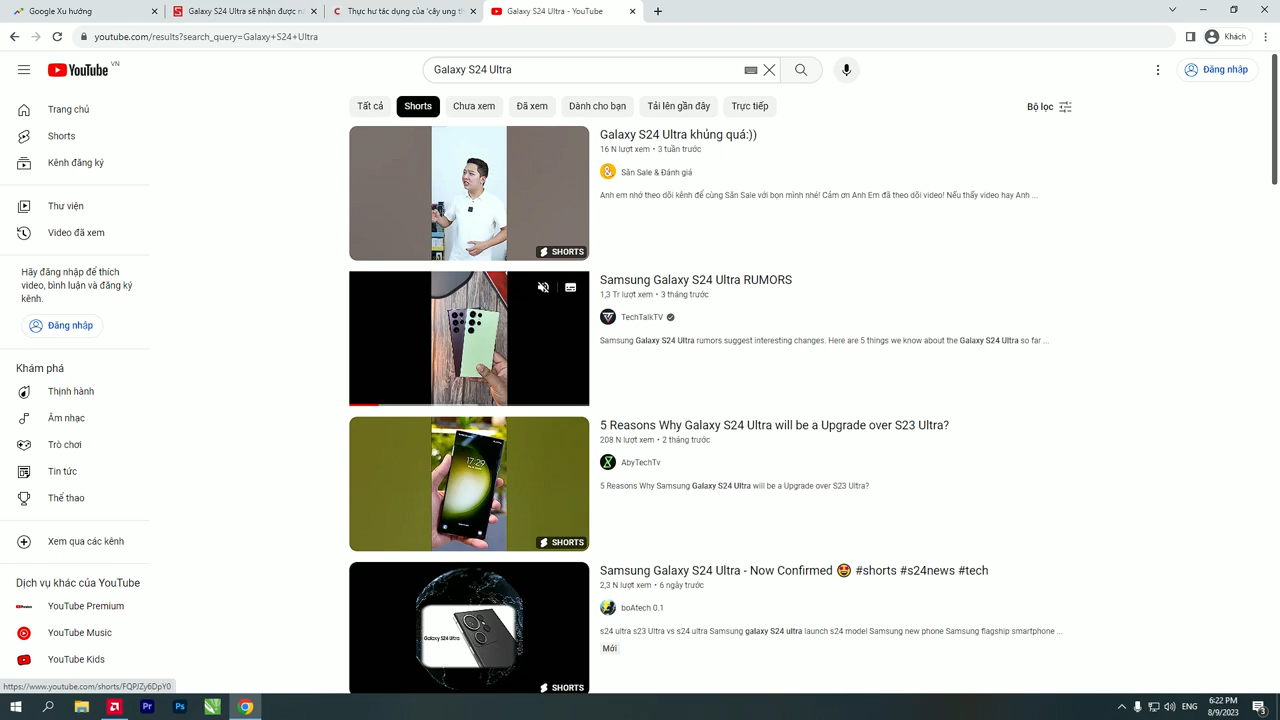 Google Xu hướng
Galaxy S24 Ultra sẽ nhận được nâ
Thực hư tác dụng của 'cây ung th
Galaxy S24 Ultra - YouTube
youtube.com/results?search_query=Galaxy+S24+Ultra
Khách
YouTube VN
Galaxy S24 Ultra
Đăng nhập
Tất cả
Shorts
Chưa xem
Đã xem
Dành cho bạn
Tải lên gần đây
Trực tiếp
Bộ lọc
Trang chủ
Shorts
Kênh đăng ký
Thư viện
Video đã xem
Hãy đăng nhập để thích
video, bình luận và đăng ký
kênh.
Đăng nhập
Khám phá
Thịnh hành
Âm nhạc
Trò chơi
Tin tức
Thể thao
Xem qua các kênh
Dịch vụ khác của YouTube
YouTube Premium
YouTube Music
YouTube Kids
Galaxy S24 Ultra khủng quá:))
16 N lượt xem • 3 tuần trước
Săn Sale & Đánh giá
Anh em nhớ theo dõi kênh để cùng Săn Sale với bọn mình nhé! Cảm ơn Anh Em đã theo dõi video! Nếu thấy video hay Anh ...
SHORTS
Samsung Galaxy S24 Ultra RUMORS
1,3 Tr lượt xem • 3 tháng trước
TechTalkTV
Samsung Galaxy S24 Ultra rumors suggest interesting changes. Here are 5 things we know about the Galaxy S24 Ultra so far ...
17:29
SHORTS
5 Reasons Why Galaxy S24 Ultra will be a Upgrade over S23 Ultra?
208 N lượt xem • 2 tháng trước
AbyTechTv
5 Reasons Why Samsung Galaxy S24 Ultra will be a Upgrade over S23 Ultra?
Galaxy S24 Ultra
SHORTS
Samsung Galaxy S24 Ultra - Now Confirmed 🤩 #shorts #s24news #tech
2,3 N lượt xem • 6 ngày trước
boAtech 0.1
s24 ultra s23 Ultra vs s24 ultra Samsung galaxy S24 ultra launch s24 model Samsung new phone Samsung flagship smartphone ...
Mới
https://www.youtube.com/shorts/FQPJZy6DpY0
ENG
6:22 PM
8/9/2023